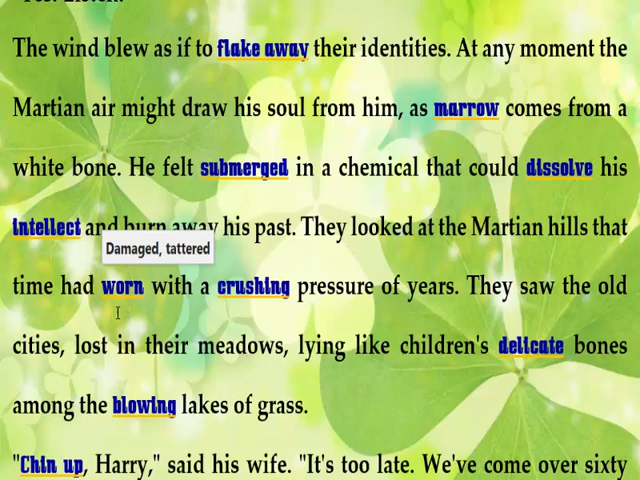 The wind blew as if to flake away their identities. At any moment the
Martian air might draw his soul from him, as marrow comes from a
white bone. He felt submerged in a chemical that could dissolve his
intellect and burn away his past. They looked at the Martian hills that
Damaged, tattered
time had worn with a crushing pressure of years. They saw the old
cities, lost in their meadows, lying like children's delicate bones
among the blowing lakes of grass.
"Chin up, Harry," said his wife. "It's too late. We've come over sixty